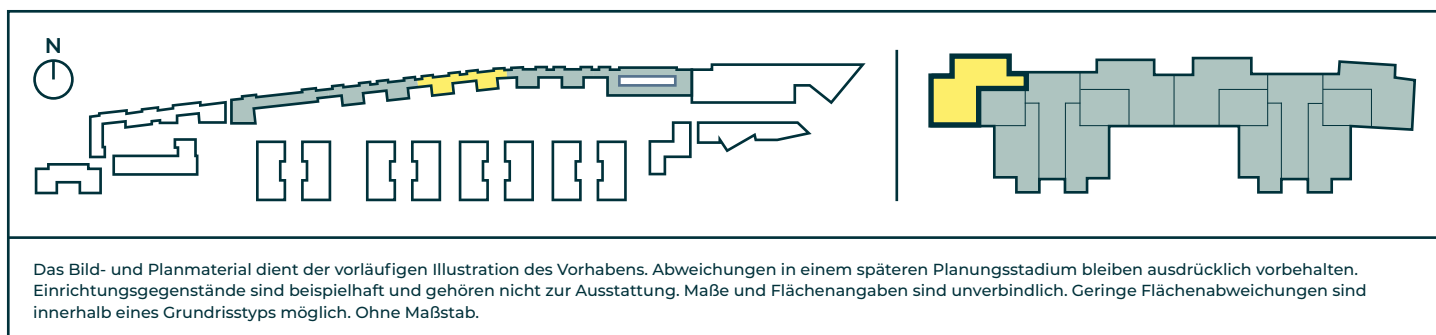 N
Das Bild- und Planmaterial dient der vorläufigen Illustration des Vorhabens. Abweichungen in einem späteren Planungsstadium bleiben ausdrücklich vorbehalten.
Einrichtungsgegenstände sind beispielhaft und gehören nicht zur Ausstattung. Maße und Flächenangaben sind unverbindlich. Geringe Flächenabweichungen sind
innerhalb eines Grundrisstyps möglich. Ohne Maßstab.